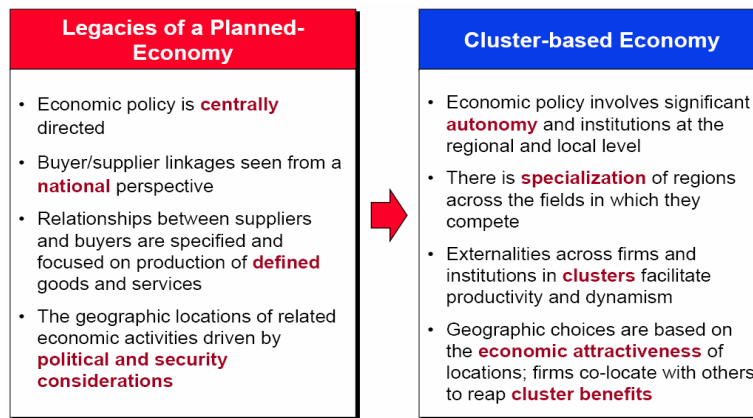 Legacies of a Planned-
Economy
• Economic policy is centrally
directed
• Buyer/supplier linkages seen from a
national perspective
• Relationships between suppliers
and buyers are specified and
focused on production of defined
goods and services
• The geographic locations of related
economic activities driven by
political and security
considerations
Cluster-based Economy
• Economic policy involves significant
autonomy and institutions at the
regional and local level
• There is specialization of regions
across the fields in which they
compete
• Externalities across firms and
institutions in clusters facilitate
productivity and dynamism
• Geographic choices are based on
the economic attractiveness of
locations; firms co-locate with others
to reap cluster benefits